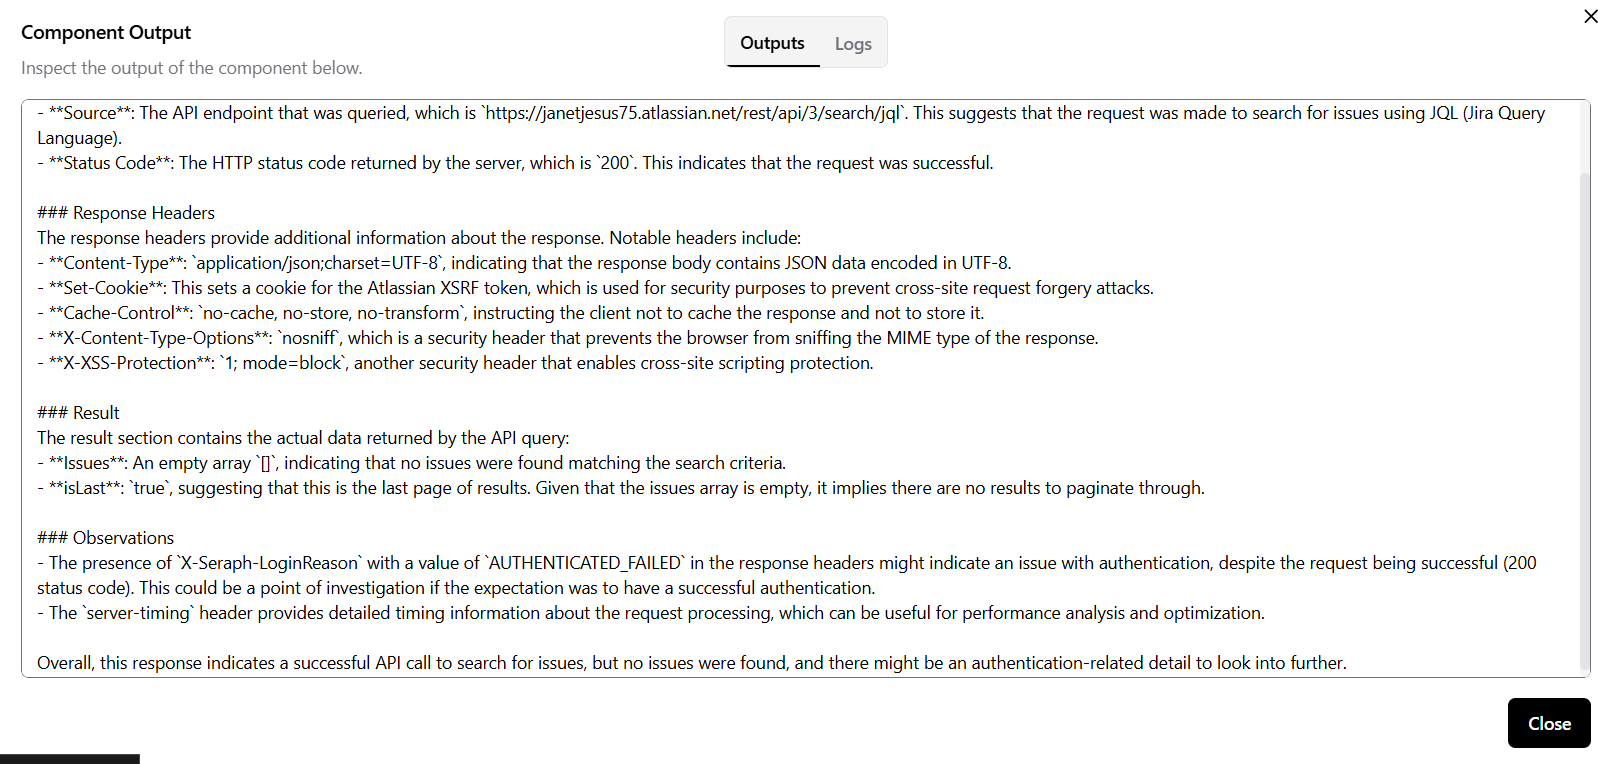 Component Output
Inspect the output of the component below.
Outputs
Logs
- **Source**: The API endpoint that was queried, which is `https://janetjesus75.atlassian.net/rest/api/3/search/jql`. This suggests that the request was made to search for issues using JQL (Jira Query
Language).
- **Status Code**: The HTTP status code returned by the server, which is `200`. This indicates that the request was successful.
### Response Headers
The response headers provide additional information about the response. Notable headers include:
- **Content-Type**: `application/json;charset=UTF-8`, indicating that the response body contains JSON data encoded in UTF-8.
- **Set-Cookie**: This sets a cookie for the Atlassian XSRF token, which is used for security purposes to prevent cross-site request forgery attacks.
- **Cache-Control**: `no-cache, no-store, no-transform`, instructing the client not to cache the response and not to store it.
- **X-Content-Type-Options**: `nosniff`, which is a security header that prevents the browser from sniffing the MIME type of the response.
- **X-XSS-Protection**: `1; mode=block`, another security header that enables cross-site scripting protection.
### Result
The result section contains the actual data returned by the API query:
- **Issues**: An empty array `[]`, indicating that no issues were found matching the search criteria.
- **isLast**: `true`, suggesting that this is the last page of results. Given that the issues array is empty, it implies there are no results to paginate through.
### Observations
- The presence of `X-Seraph-LoginReason` with a value of `AUTHENTICATED_FAILED` in the response headers might indicate an issue with authentication, despite the request being successful (200
status code). This could be a point of investigation if the expectation was to have a successful authentication.
- The `server-timing` header provides detailed timing information about the request processing, which can be useful for performance analysis and optimization.
Overall, this response indicates a successful API call to search for issues, but no issues were found, and there might be an authentication-related detail to look into further.
Close